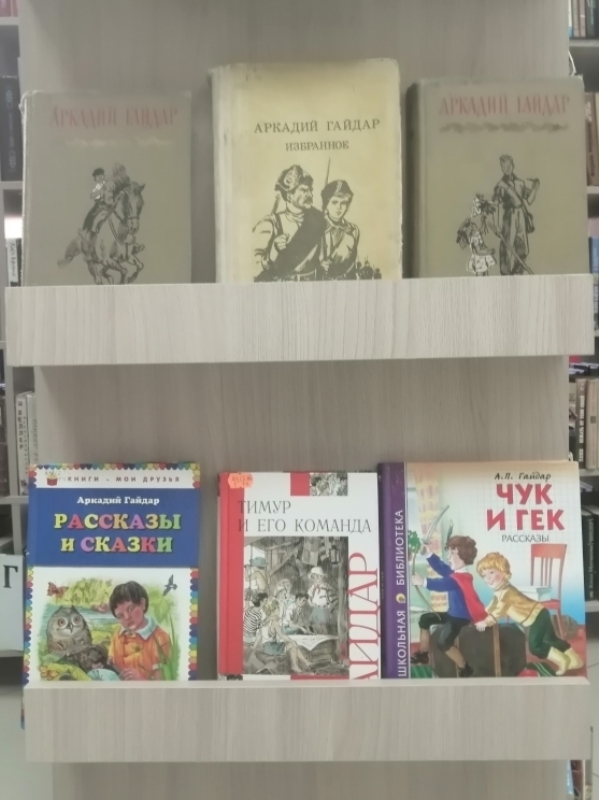 АРКАДИЙ ГАЙДАР
АРКАДИЙ ГАЙДАР
ИЗБРАННОЕ
АРКАДИЙ ГАЙДАР
КНИГИ - МОИ ДРУЗЬЯ
Аркадий Гайдар
РАССКАЗЫ
И СКАЗКИ
ТИМУР
И ЕГО КОМАНДА
АЙДАР
ШКОЛЬНАЯ БИБЛИОТЕКА
А.П. Гайдар
ЧУК
И ГЕК
РАССКАЗЫ
Г